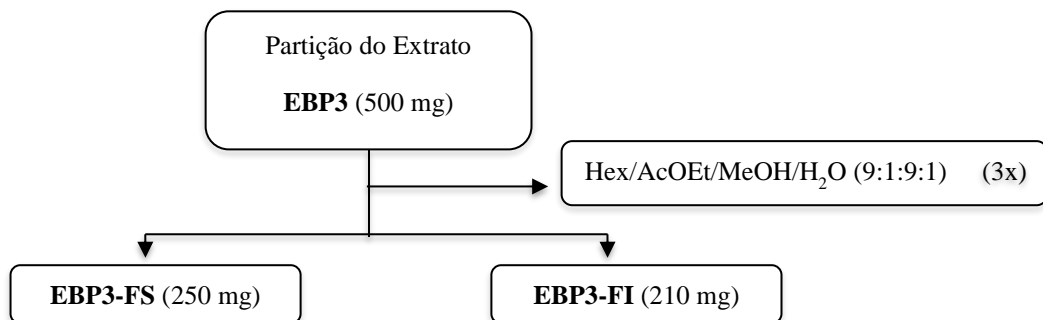 Partição do Extrato
EBP3 (500 mg)
Hex/AcOEt/MeOH/H₂O (9:1:9:1) (3x)
EBP3-FS (250 mg)
EBP3-FI (210 mg)